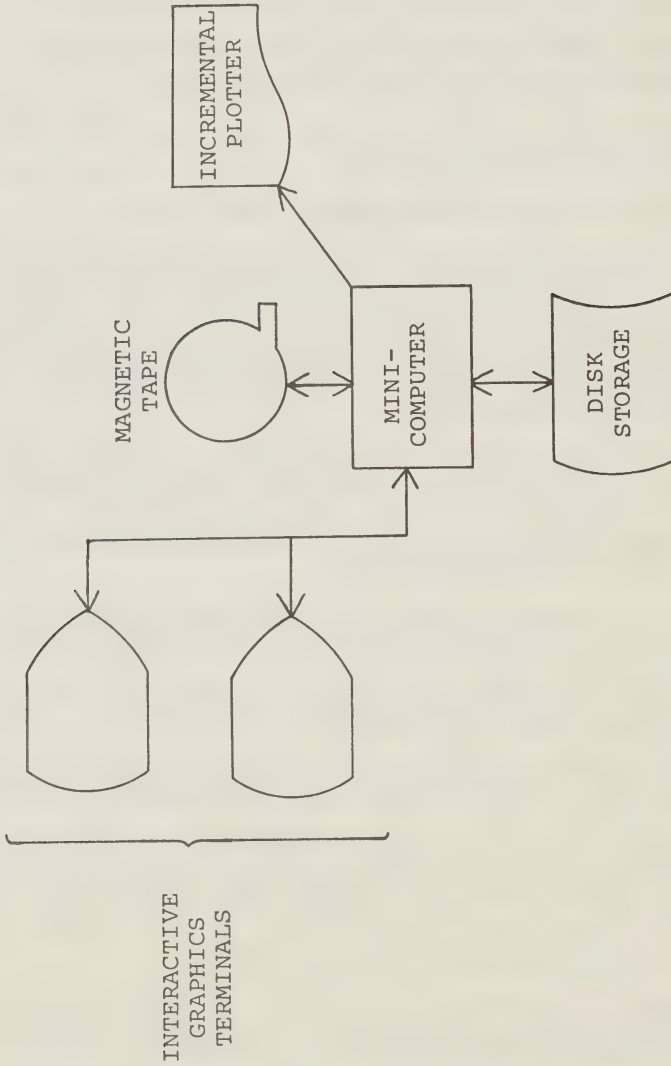 INTERACTIVE
GRAPHICS
TERMINALS
MAGNETIC
TAPE
INCREMENTAL
PLOTTER
MINI-
COMPUTER
DISK
STORAGE